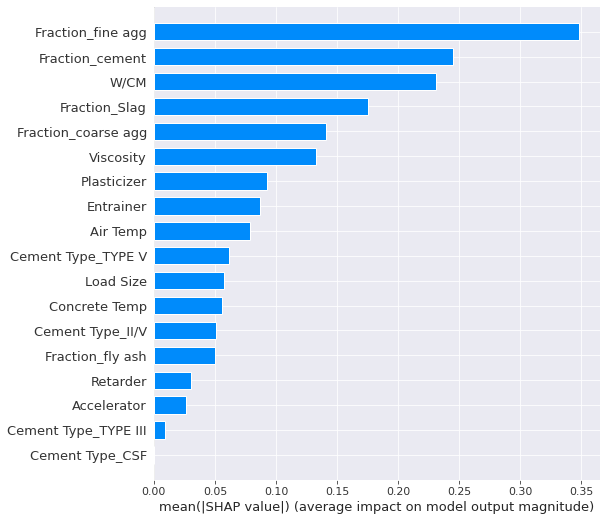 Fraction_fine agg
Fraction_cement
W/CM
Fraction_Slag
Fraction_coarse agg
Viscosity
Plasticizer
Entrainer
Air Temp
Cement Type_TYPE V
Load Size
Concrete Temp
Cement Type_II/V
Fraction_fly ash
Retarder
Accelerator
Cement Type_TYPE III
Cement Type_CSF
0.00 0.05 0.10 0.15 0.20 0.25 0.30 0.35
mean(|SHAP value|) (average impact on model output magnitude)